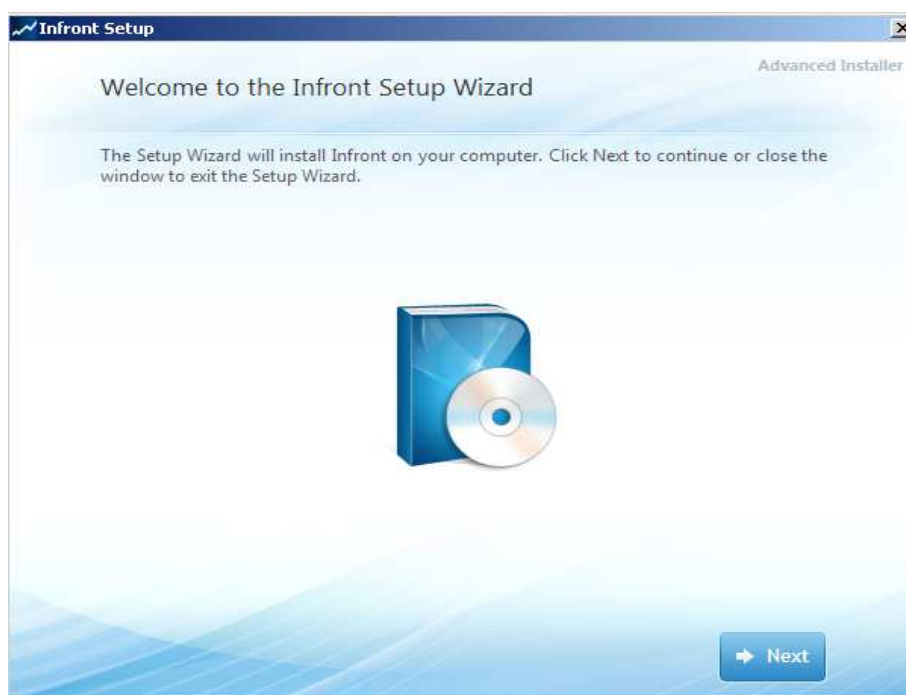 Infront Setup
Advanced Installer
Welcome to the Infront Setup Wizard
The Setup Wizard will install Infront on your computer. Click Next to continue or close the
window to exit the Setup Wizard.
Next